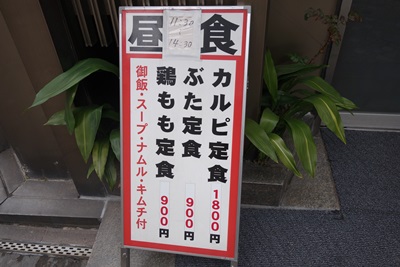 昼食
11:30
14:30
カルピ定食 1800円
ぶた定食 900円
鶏もも定食 900円
御飯・スープ・ナムル・キムチ付